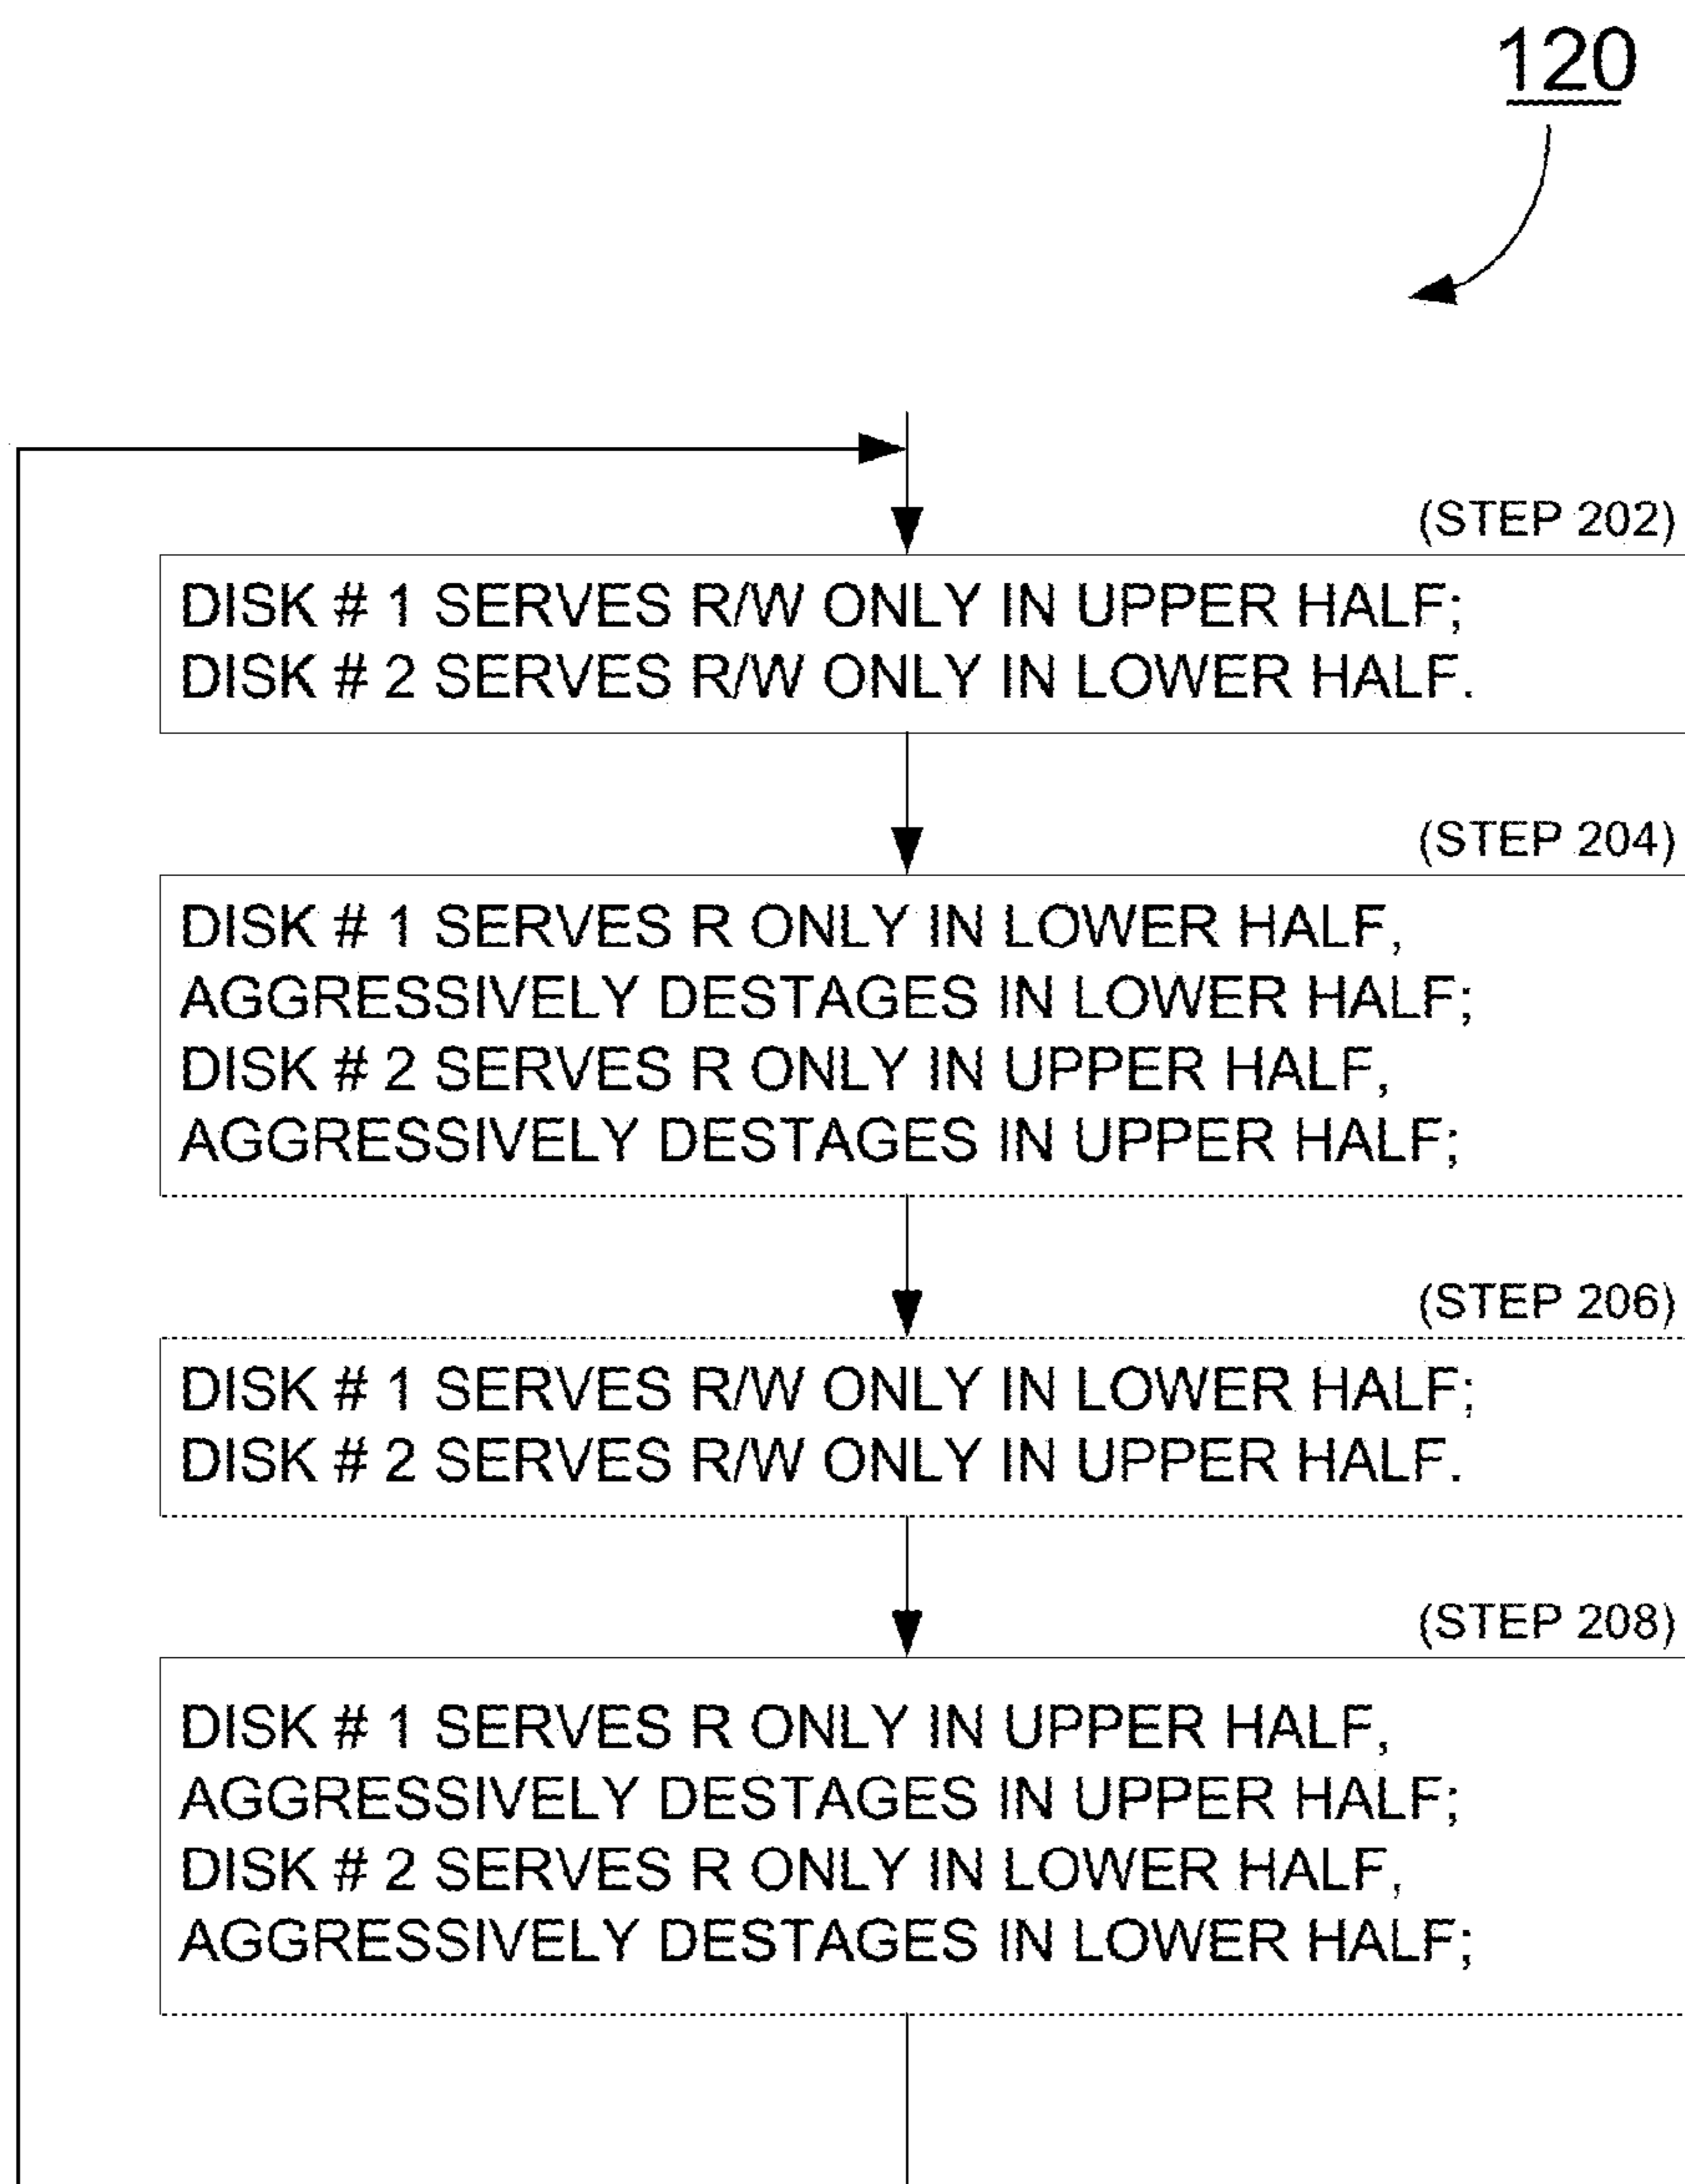 120
(STEP 202)
DISK # 1 SERVES R/W ONLY IN UPPER HALF;
DISK # 2 SERVES R/W ONLY IN LOWER HALF.
(STEP 204)
DISK # 1 SERVES R ONLY IN LOWER HALF,
AGGRESSIVELY DESTAGES IN LOWER HALF;
DISK # 2 SERVES R ONLY IN UPPER HALF,
AGGRESSIVELY DESTAGES IN UPPER HALF;
(STEP 206)
DISK # 1 SERVES R/W ONLY IN LOWER HALF;
DISK # 2 SERVES R/W ONLY IN UPPER HALF.
(STEP 208)
DISK # 1 SERVES R ONLY IN UPPER HALF,
AGGRESSIVELY DESTAGES IN UPPER HALF;
DISK # 2 SERVES R ONLY IN LOWER HALF,
AGGRESSIVELY DESTAGES IN LOWER HALF;